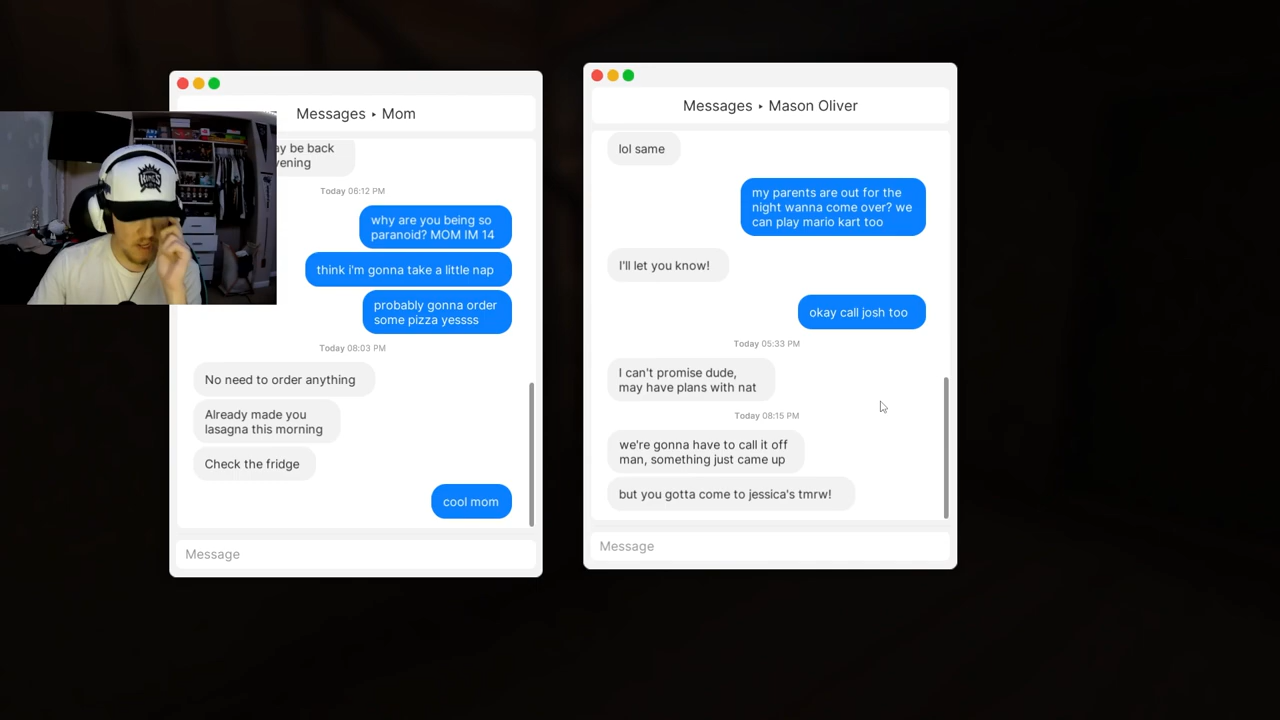 Messages ▸ Mom
ay be back
vening
Today 06:12 PM
why are you being so
paranoid? MOM IM 14
think i'm gonna take a little nap
probably gonna order
some pizza yessss
Today 08:03 PM
No need to order anything
Already made you
lasagna this morning
Check the fridge
cool mom
Message
Messages ▸ Mason Oliver
lol same
my parents are out for the
night wanna come over? we
can play mario kart too
I'll let you know!
okay call josh too
Today 05:33 PM
I can't promise dude,
may have plans with nat
Today 08:15 PM
we're gonna have to call it off
man, something just came up
but you gotta come to jessica's tmrw!
Message
KINGS